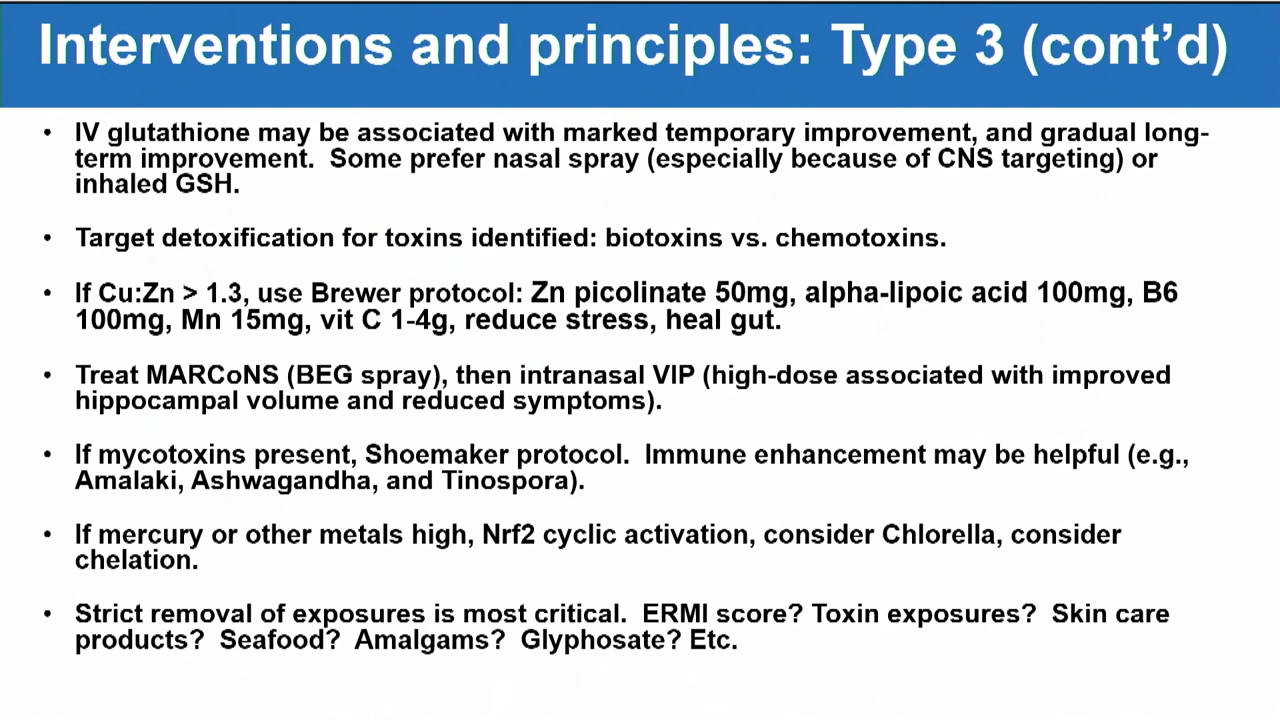 Interventions and principles: Type 3 (cont’d)
• IV glutathione may be associated with marked temporary improvement, and gradual long-
term improvement.  Some prefer nasal spray (especially because of CNS targeting) or
inhaled GSH.
• Target detoxification for toxins identified: biotoxins vs. chemotoxins.
• If Cu:Zn > 1.3, use Brewer protocol: Zn picolinate 50mg, alpha-lipoic acid 100mg, B6
100mg, Mn 15mg, vit C 1-4g, reduce stress, heal gut.
• Treat MARCoNS (BEG spray), then intranasal VIP (high-dose associated with improved
hippocampal volume and reduced symptoms).
• If mycotoxins present, Shoemaker protocol.  Immune enhancement may be helpful (e.g.,
Amalaki, Ashwagandha, and Tinospora).
• If mercury or other metals high, Nrf2 cyclic activation, consider Chlorella, consider
chelation.
• Strict removal of exposures is most critical.  ERMI score? Toxin exposures?  Skin care
products?  Seafood?  Amalgams?  Glyphosate? Etc.